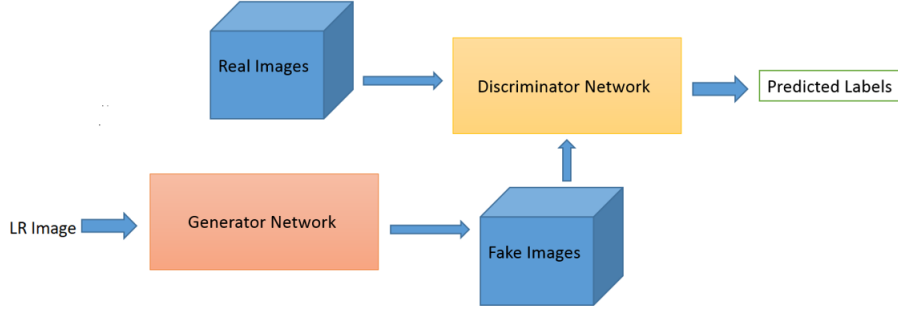 Real Images
Discriminator Network
Predicted Labels
LR Image
Generator Network
Fake Images